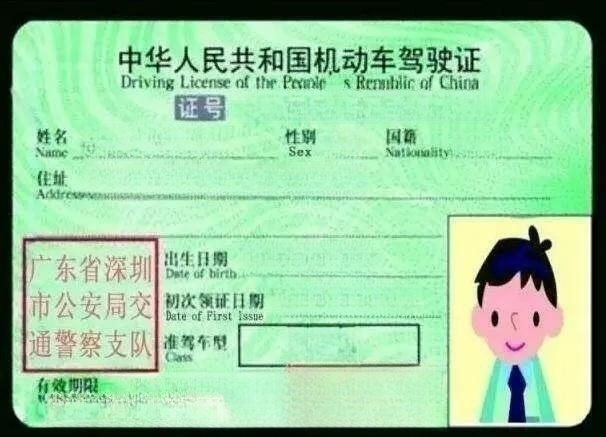 中华人民共和国机动车驾驶证
Driving License of the People's Republic of China
证号
姓名 性别 国籍
Name Sex Nationality
住址
Address
广东省深圳
市公安局交
通警察支队
出生日期
Date of birth
初次领证日期
Date of First Issue
准驾车型
Class
有效期限